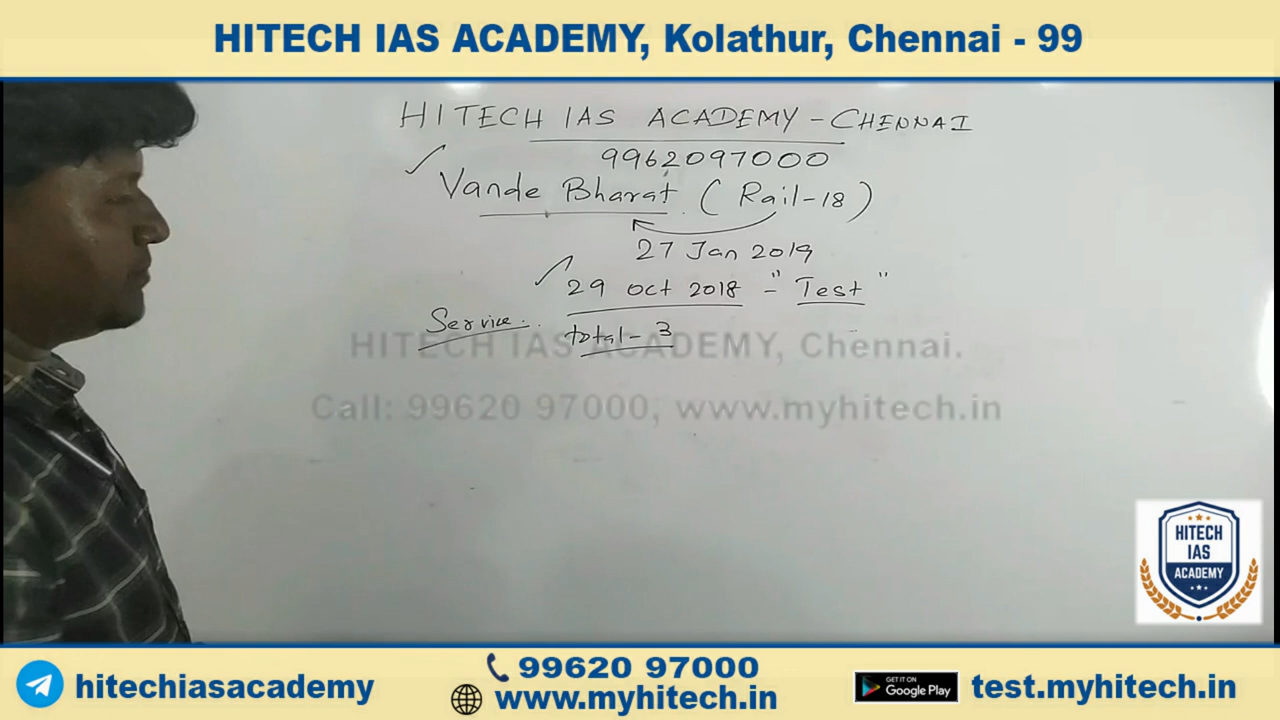 HITECH IAS ACADEMY, Kolathur, Chennai - 99
HITECH IAS ACADEMY - CHENNAI
9962097000
Vande Bharat (Rail-18)
27 Jan 2019
29 oct 2018 - "Test"
Service.
total - 3
HITECH IAS ACADEMY, Chennai.
Call: 99620 97000, www.myhitech.in
HITECH
IAS
ACADEMY
hitechiasacademy
99620 97000
www.myhitech.in
GET IT ON
Google Play
test.myhitech.in